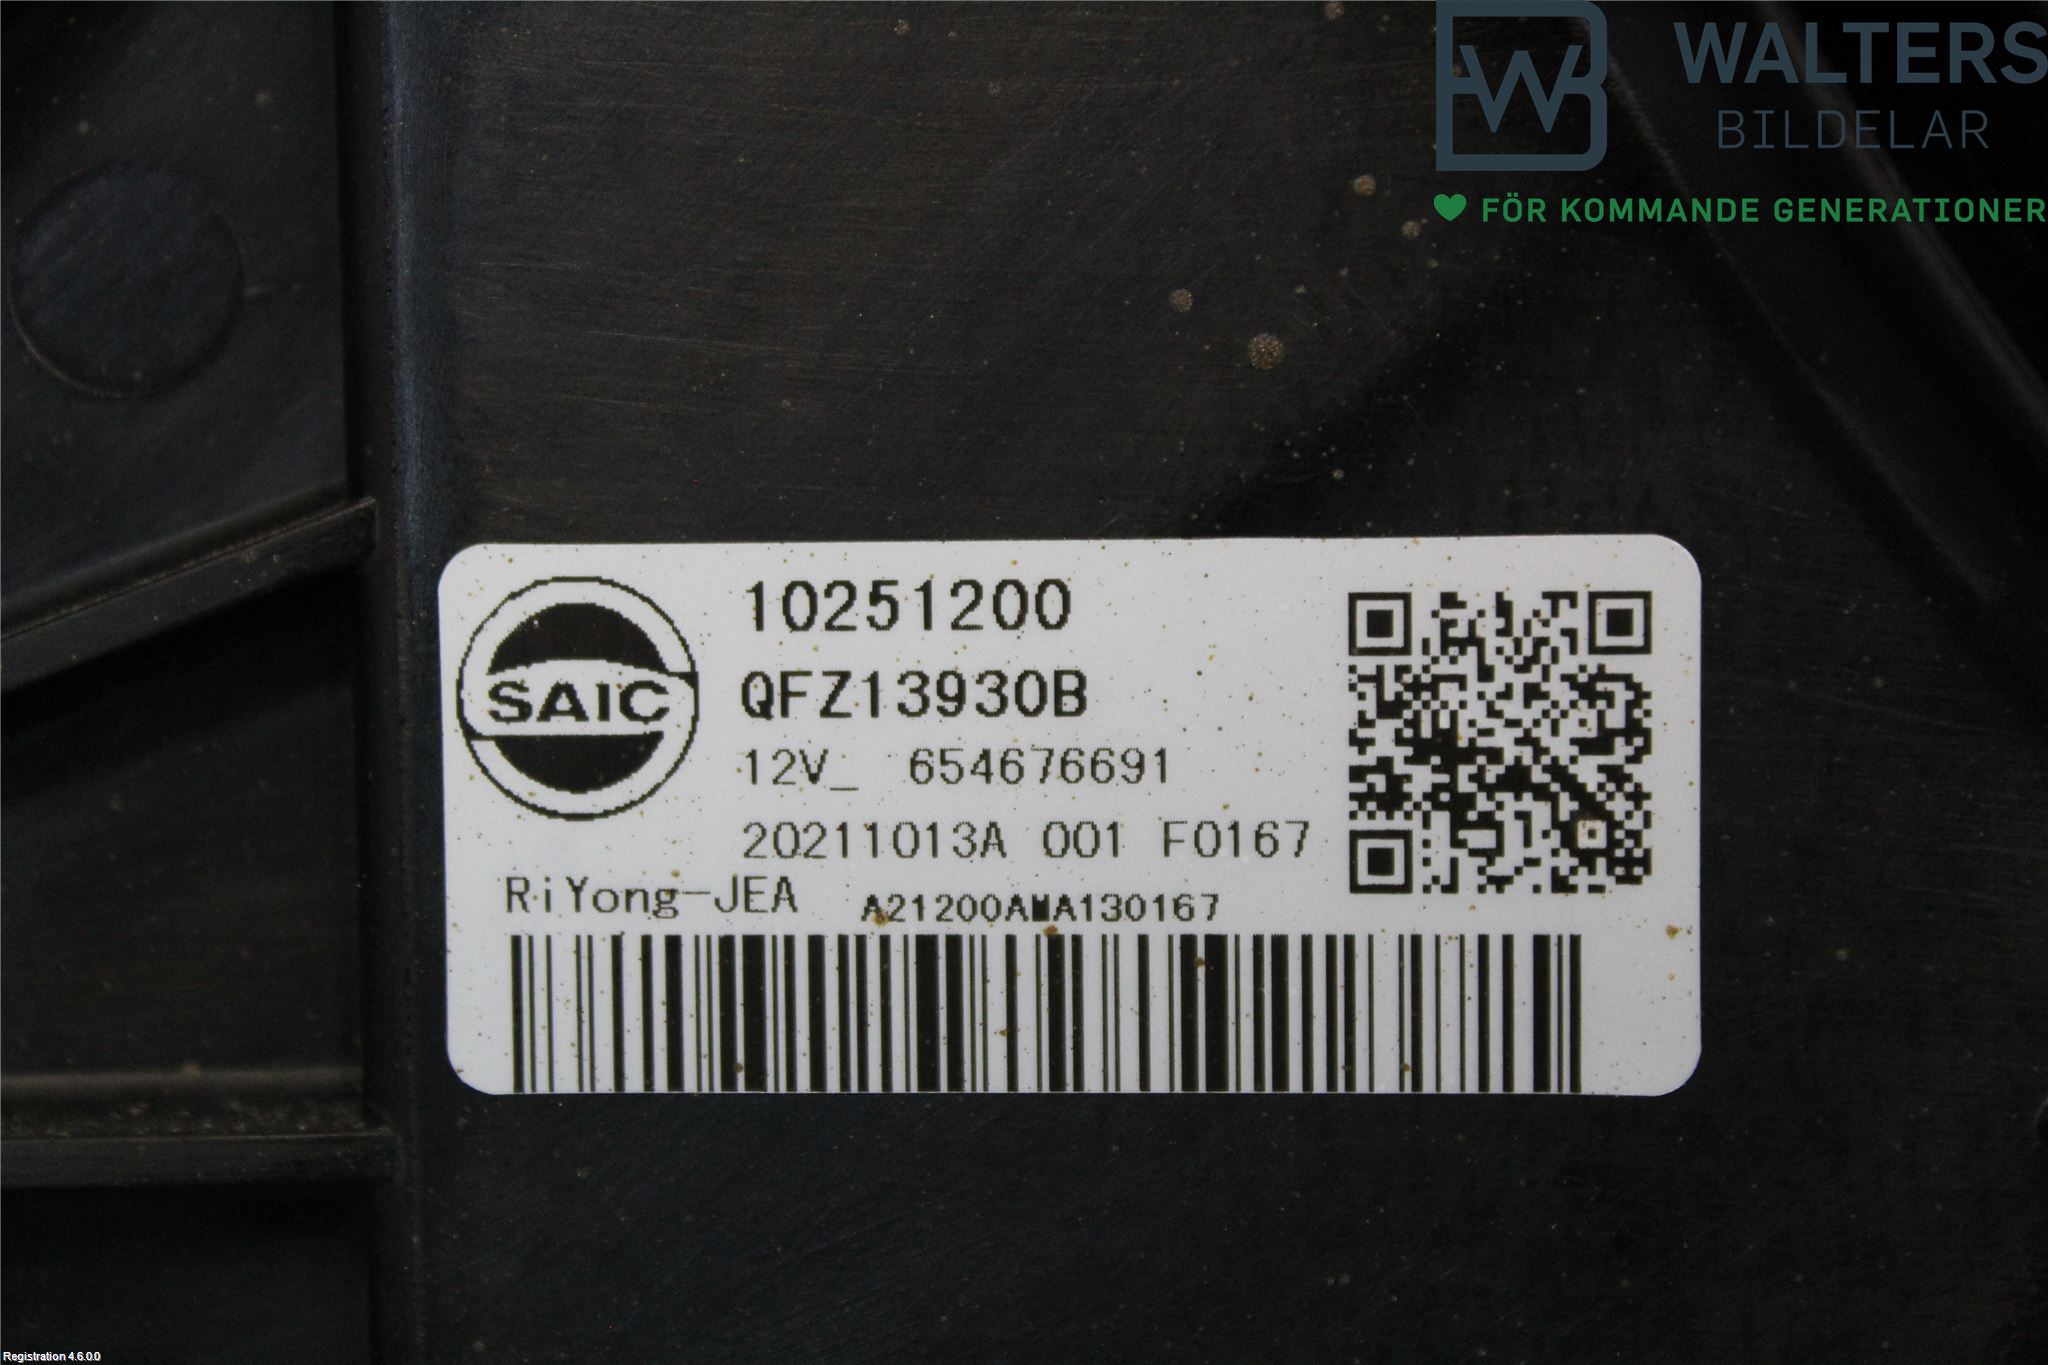 WALTERS
BILDELAR
FÖR KOMMANDE GENERATIONER
SAIC
10251200
QFZ13930B
12V_ 654676691
20211013A 001 F0167
RiYong-JEA
A21200AWA130167
Registration 4.6.0.0